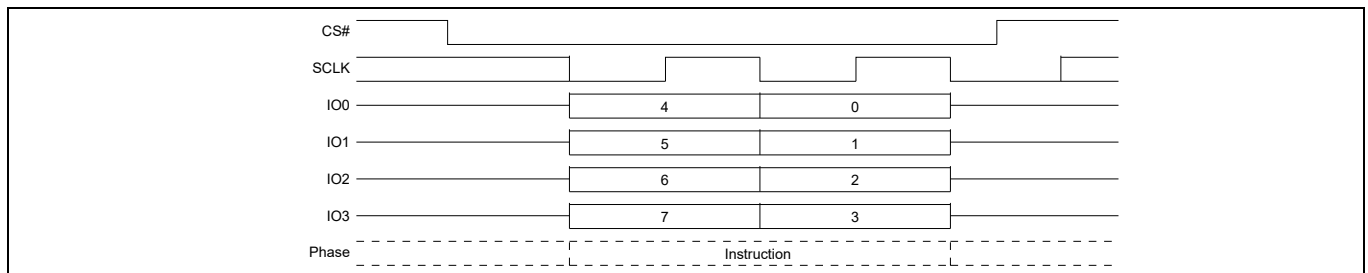 CS#
SCLK
IO0 4 0
IO1 5 1
IO2 6 2
IO3 7 3
Phase Instruction